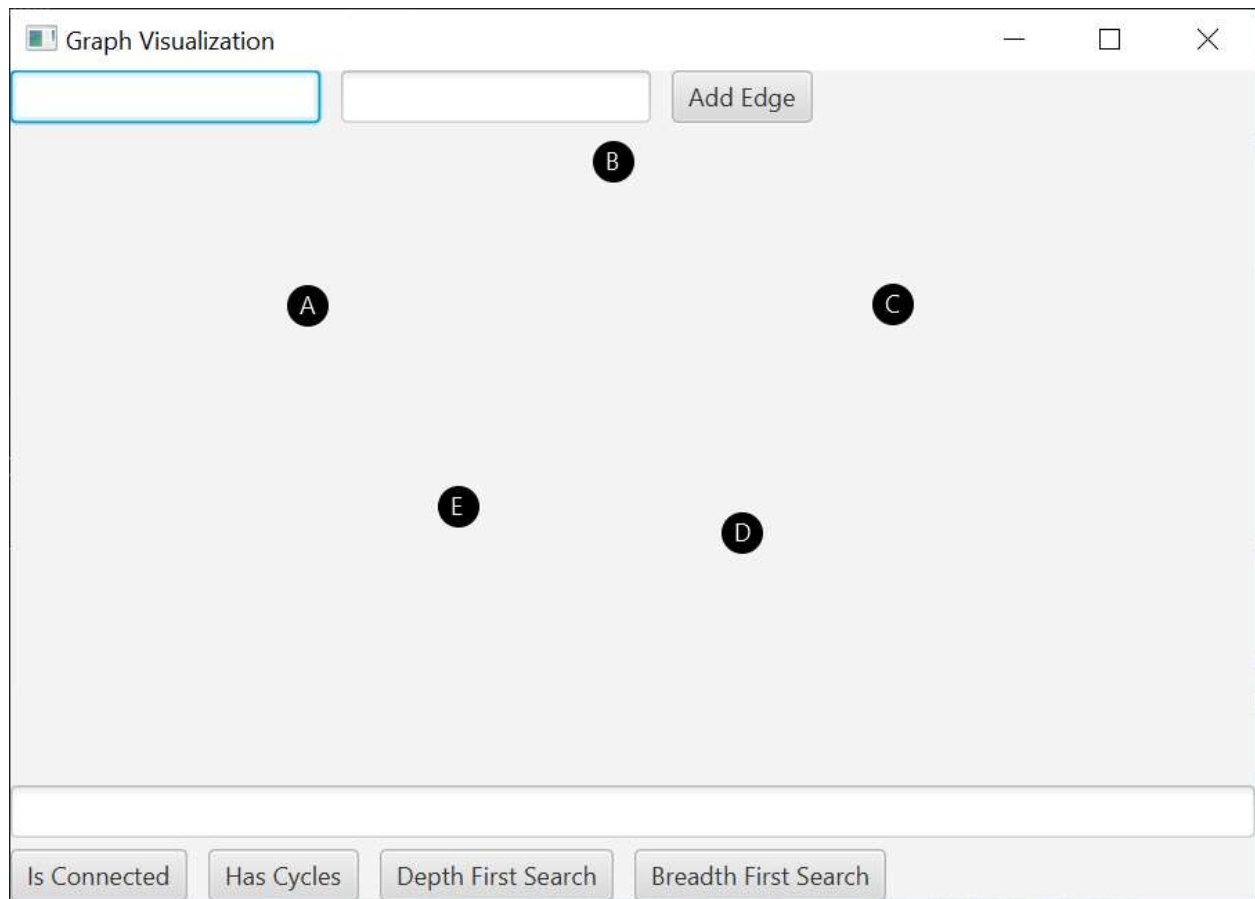 Graph Visualization
Add Edge
B
A
C
E
D
Is Connected Has Cycles Depth First Search Breadth First Search